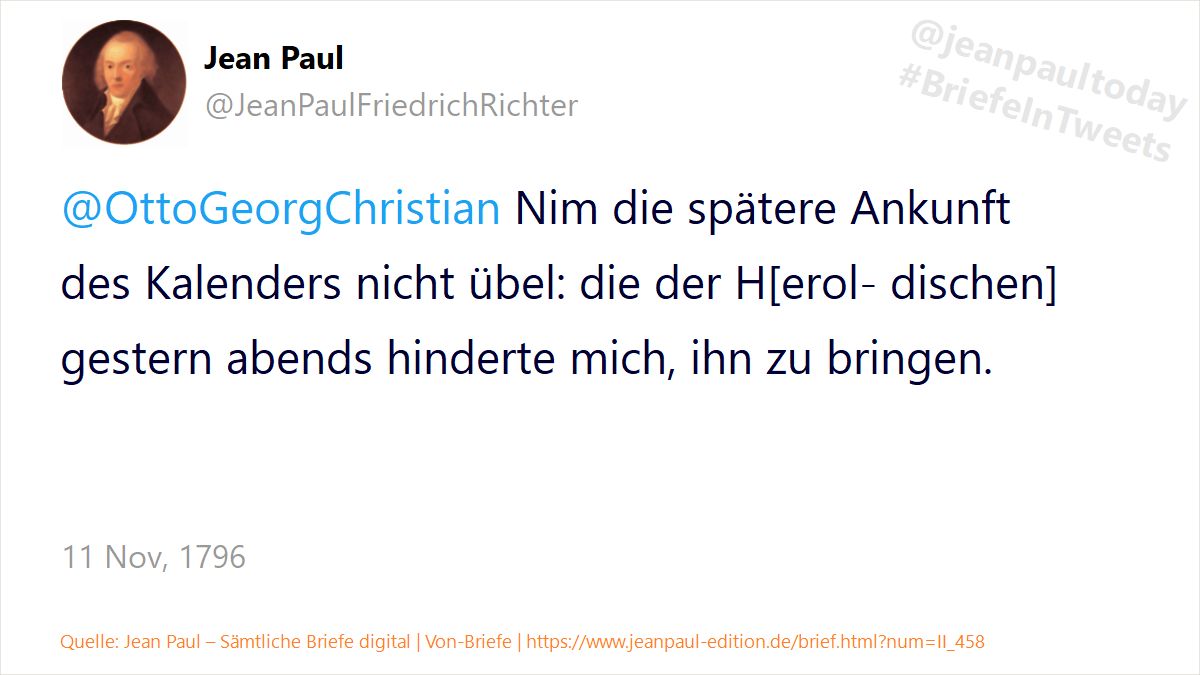 Jean Paul
@JeanPaulFriedrichRichter
@jeanpaultoday
#BriefeInTweets
@OttoGeorgChristian Nim die spätere Ankunft
des Kalenders nicht übel: die der H[erol- dischen]
gestern abends hinderte mich, ihn zu bringen.
11 Nov, 1796
Quelle: Jean Paul – Sämtliche Briefe digital | Von-Briefe | https://www.jeanpaul-edition.de/brief.html?num=II_458